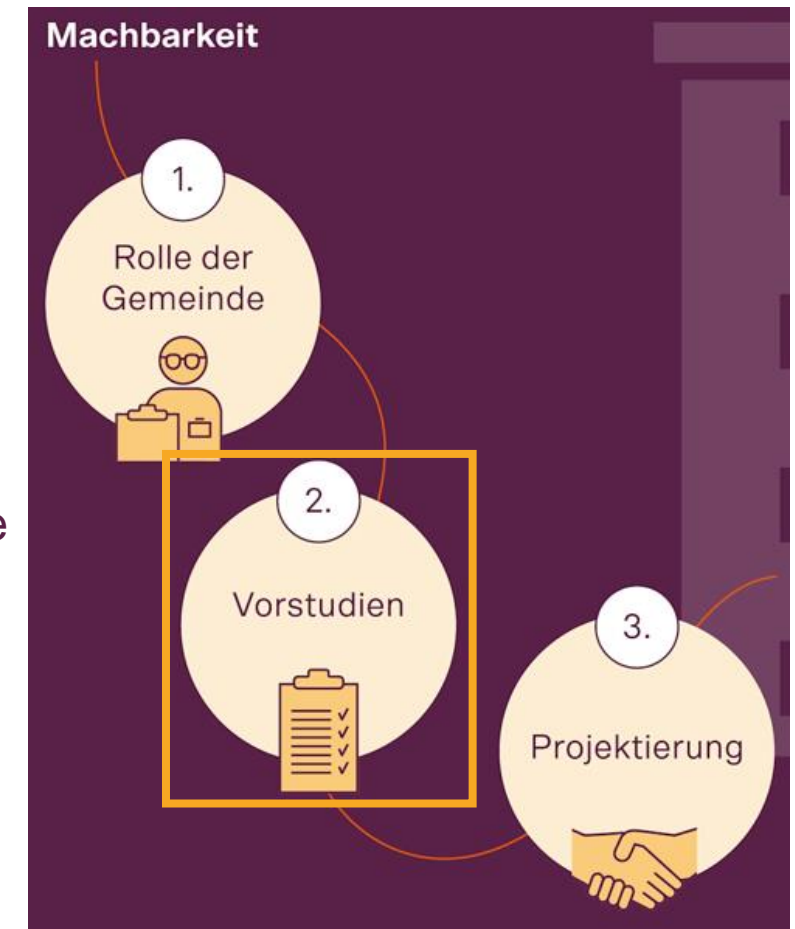 Machbarkeit
1.
Rolle der
Gemeinde
2.
Vorstudien
e
3.
Projektierung